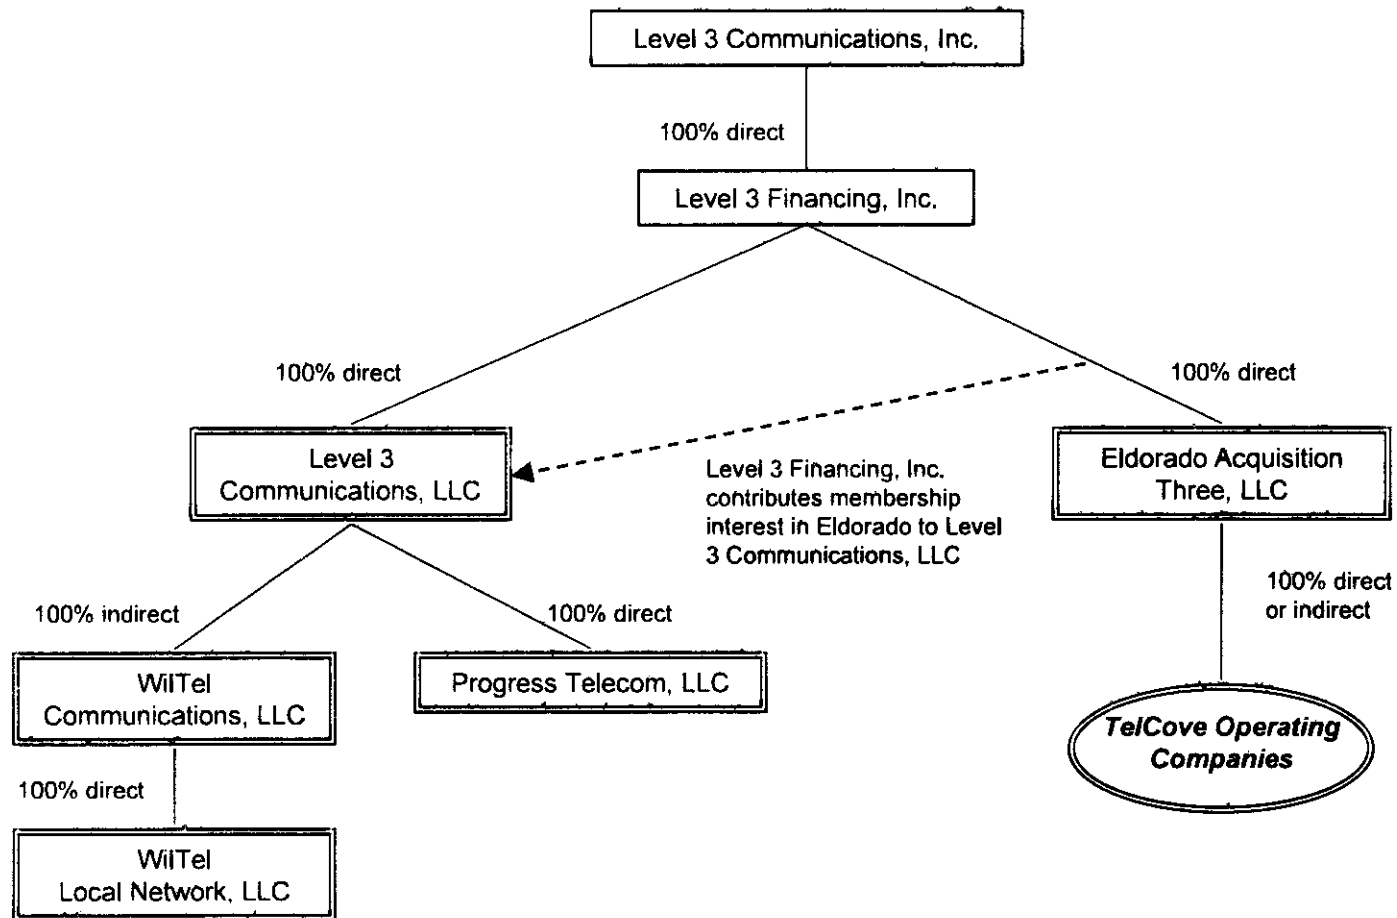 Level 3 Communications, Inc.
100% direct
Level 3 Financing, Inc.
100% direct
100% direct
Level 3
Communications, LLC
Level 3 Financing, Inc.
contributes membership
interest in Eldorado to Level
3 Communications, LLC
Eldorado Acquisition
Three, LLC
100% indirect
100% direct
100% direct
or indirect
WilTel
Communications, LLC
Progress Telecom, LLC
TelCove Operating
Companies
100% direct
WilTel
Local Network, LLC